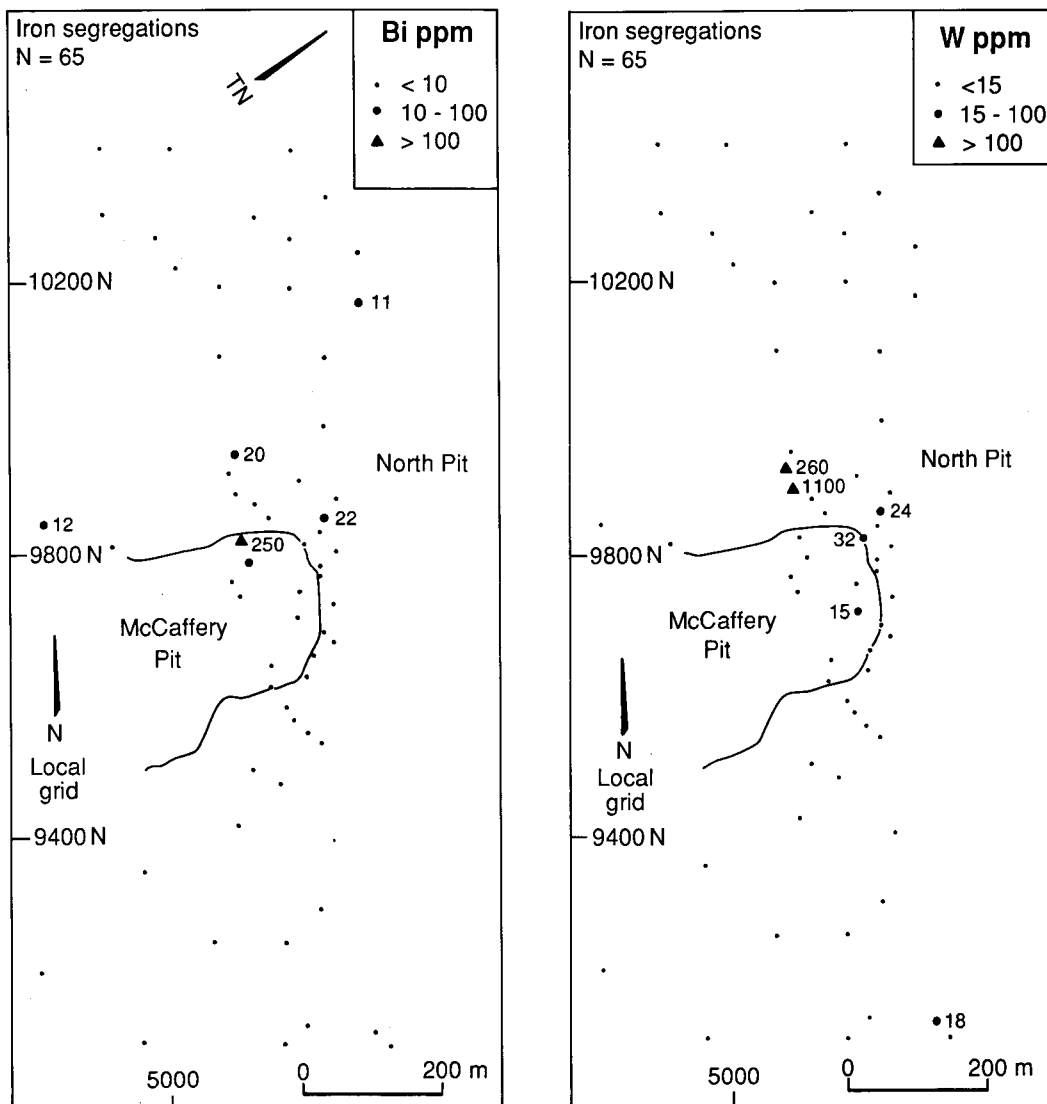 Iron segregations
N = 65
TN
Bi ppm
< 10
10 - 100
> 100
10200 N
11
20
North Pit
22
12
250
9800 N
McCaffery
Pit
N
Local
grid
9400 N
5000
0
200 m
Iron segregations
N = 65
W ppm
<15
15 - 100
> 100
10200 N
260
1100
North Pit
24
9800 N
32
15
McCaffery
Pit
N
Local
grid
9400 N
18
5000
0
200 m